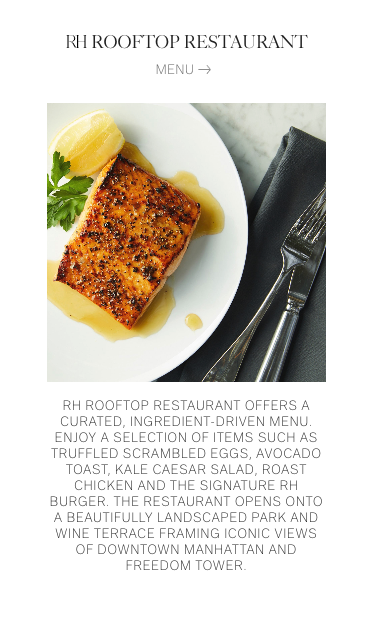 RH ROOFTOP RESTAURANT
MENU →
RH ROOFTOP RESTAURANT OFFERS A
CURATED, INGREDIENT-DRIVEN MENU.
ENJOY A SELECTION OF ITEMS SUCH AS
TRUFFLED SCRAMBLED EGGS, AVOCADO
TOAST, KALE CAESAR SALAD, ROAST
CHICKEN AND THE SIGNATURE RH
BURGER. THE RESTAURANT OPENS ONTO
A BEAUTIFULLY LANDSCAPED PARK AND
WINE TERRACE FRAMING ICONIC VIEWS
OF DOWNTOWN MANHATTAN AND
FREEDOM TOWER.